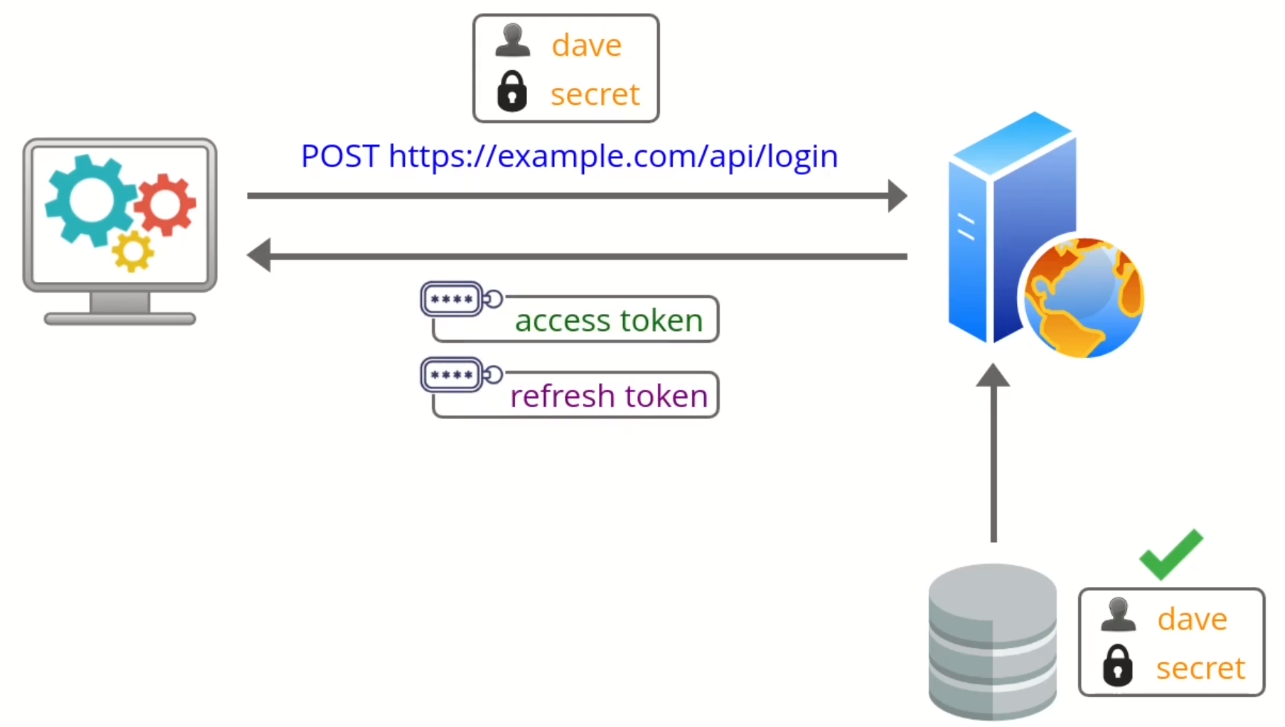 dave
secret
POST https://example.com/api/login
****
access token
****
refresh token
dave
secret